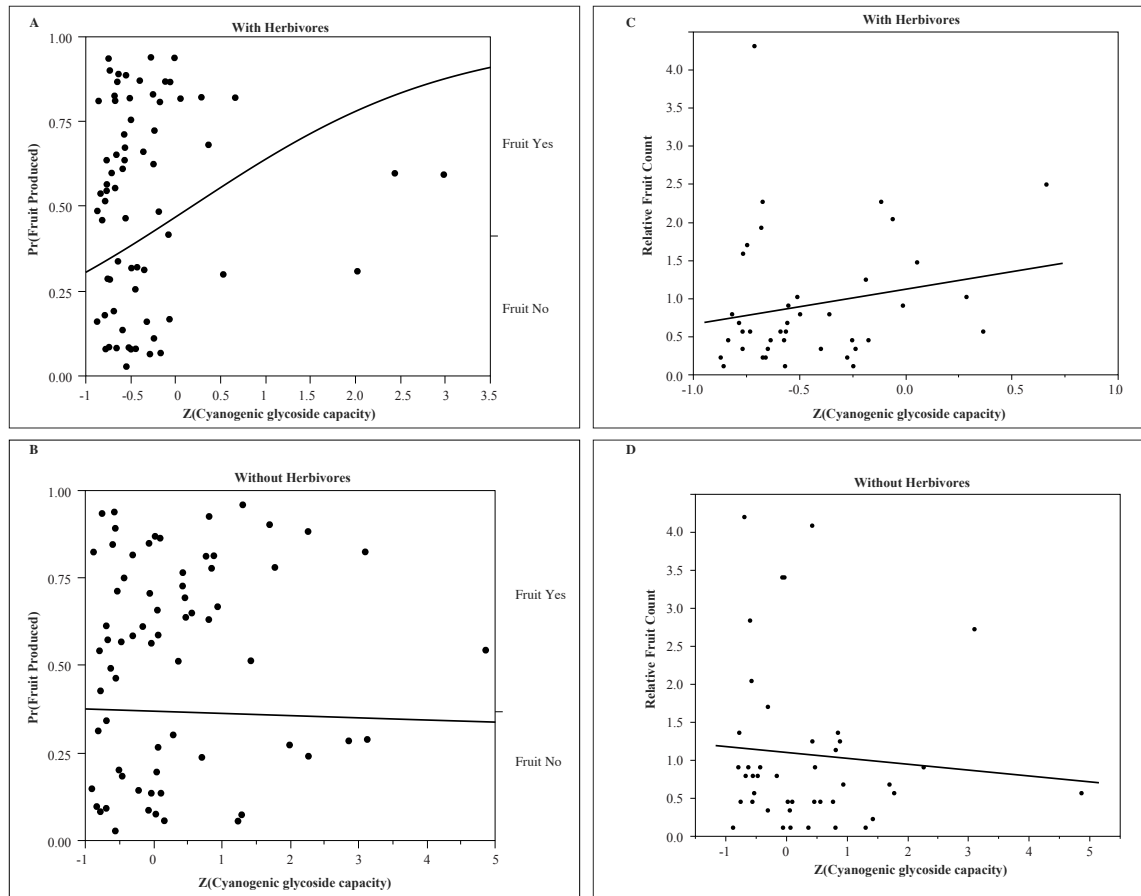 A
With Herbivores
1.00
0.75
0.50
0.25
0.00
Pr(Fruit Produced)
Fruit Yes
Fruit No
-1 -0.5 0 0.5 1 1.5 2 2.5 3 3.5
Z(Cyanogenic glycoside capacity)
C
With Herbivores
4.5
4.0
3.5
3.0
2.5
2.0
1.5
1.0
0.5
0.0
Relative Fruit Count
-1.0 -0.5 0.0 0.5 1.0
Z(Cyanogenic glycoside capacity)
B
Without Herbivores
1.00
0.75
0.50
0.25
0.00
Pr(Fruit Produced)
Fruit Yes
Fruit No
-1 0 1 2 3 4 5
Z(Cyanogenic glycoside capacity)
D
Without Herbivores
4.5
4.0
3.5
3.0
2.5
2.0
1.5
1.0
0.5
0.0
Relative Fruit Count
-1 0 1 2 3 4 5
Z(Cyanogenic glycoside capacity)